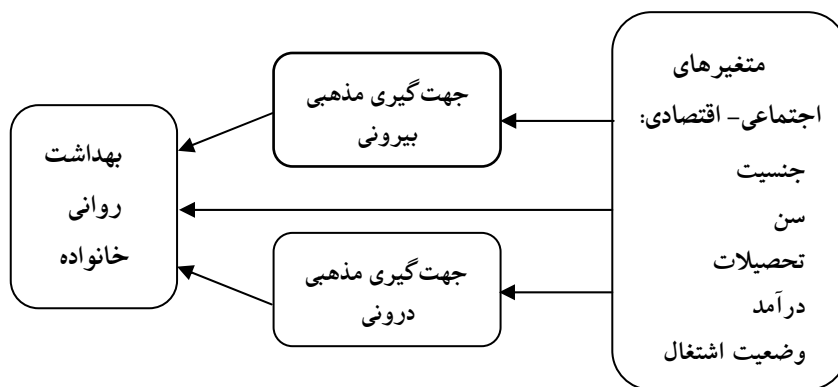 متغیرهای
اجتماعی- اقتصادی:
جنسیت
سن
تحصیلات
درآمد
وضعیت اشتغال
جهت‌گیری مذهبی
بیرونی
جهت‌گیری مذهبی
درونی
بهداشت
روانی
خانواده